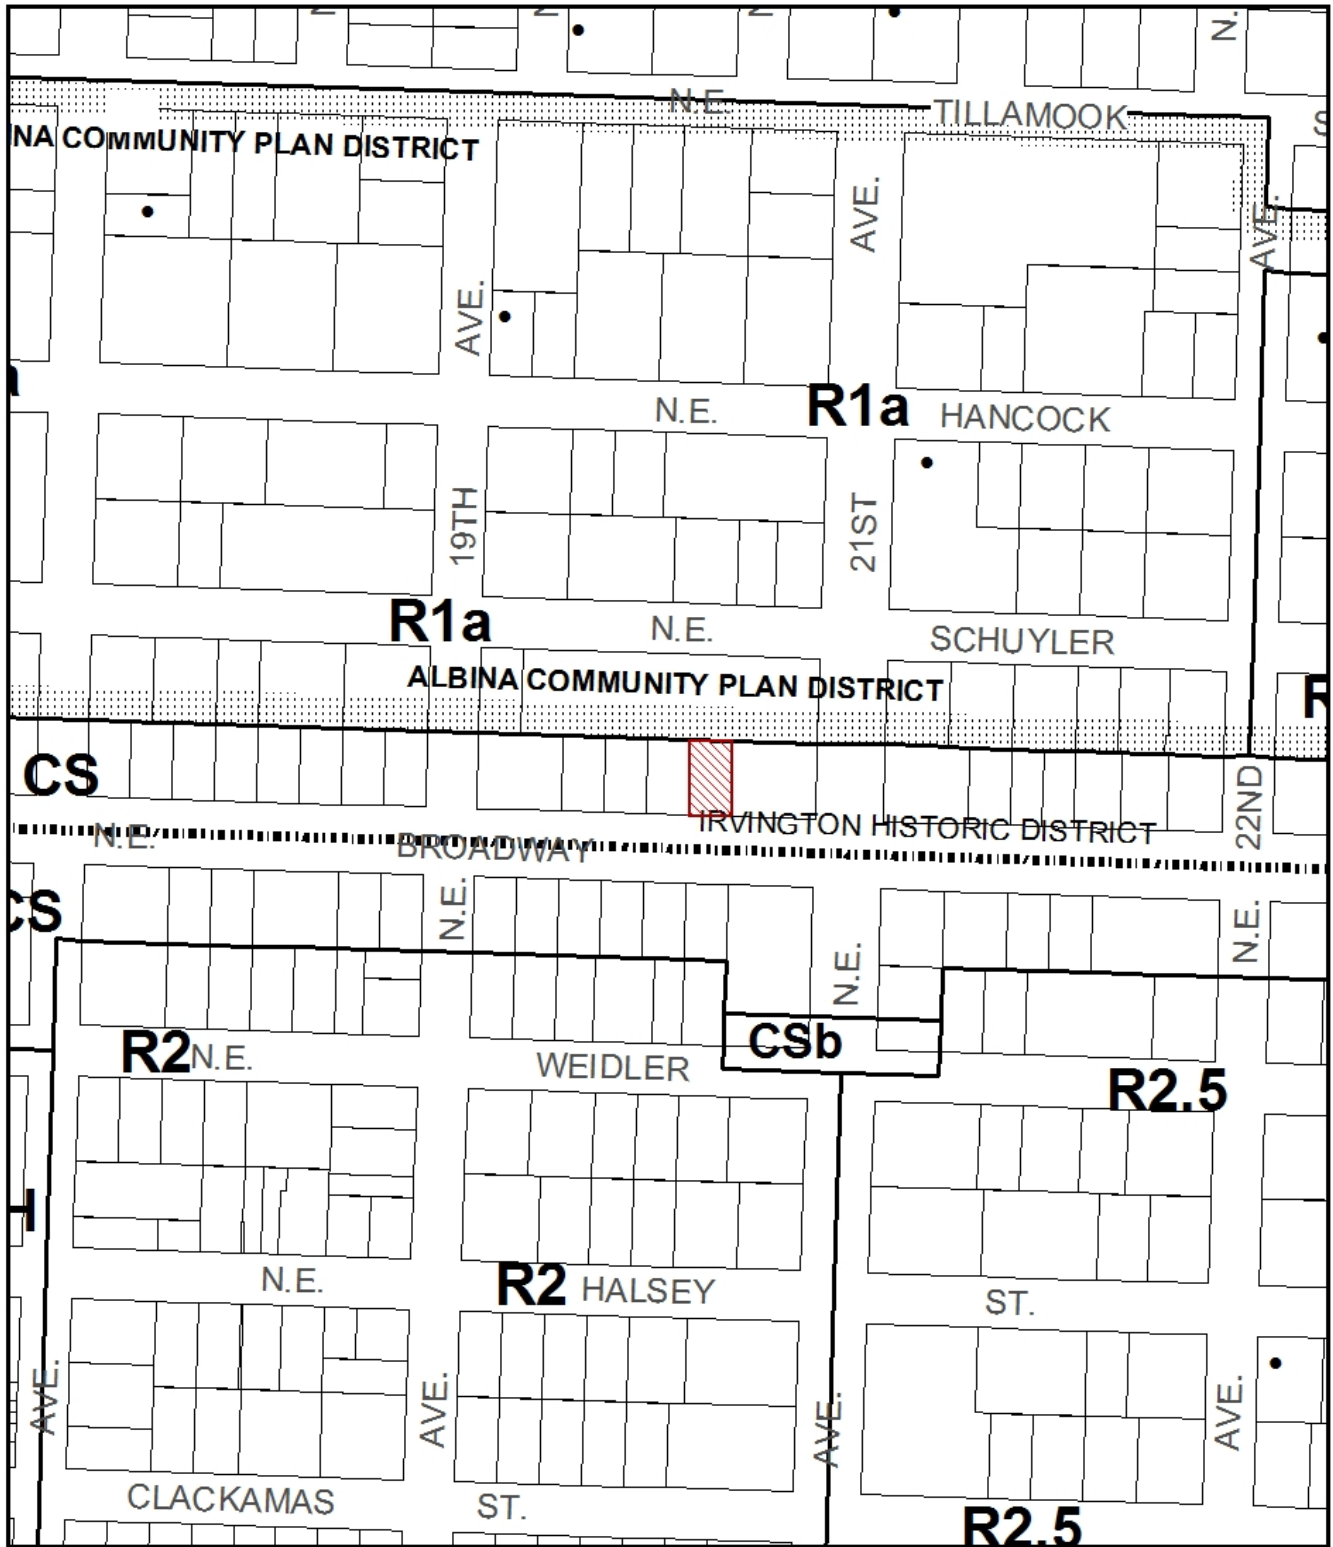 N.
N.E.
TILLAMOOK
INA COMMUNITY PLAN DISTRICT
AVE.
AVE.
AVE.
N.E.
R1a
HANCOCK
19TH
21ST
R1a
N.E.
SCHUYLER
ALBINA COMMUNITY PLAN DISTRICT
CS
22ND
IRVINGTON HISTORIC DISTRICT
N.E.
BROADWAY
CS
N.E.
N.E.
N.E.
CSb
R2
N.E.
WEIDLER
R2.5
N.E.
R2
HALSEY
ST.
AVE.
AVE.
AVE.
AVE.
CLACKAMAS
ST.
R2.5